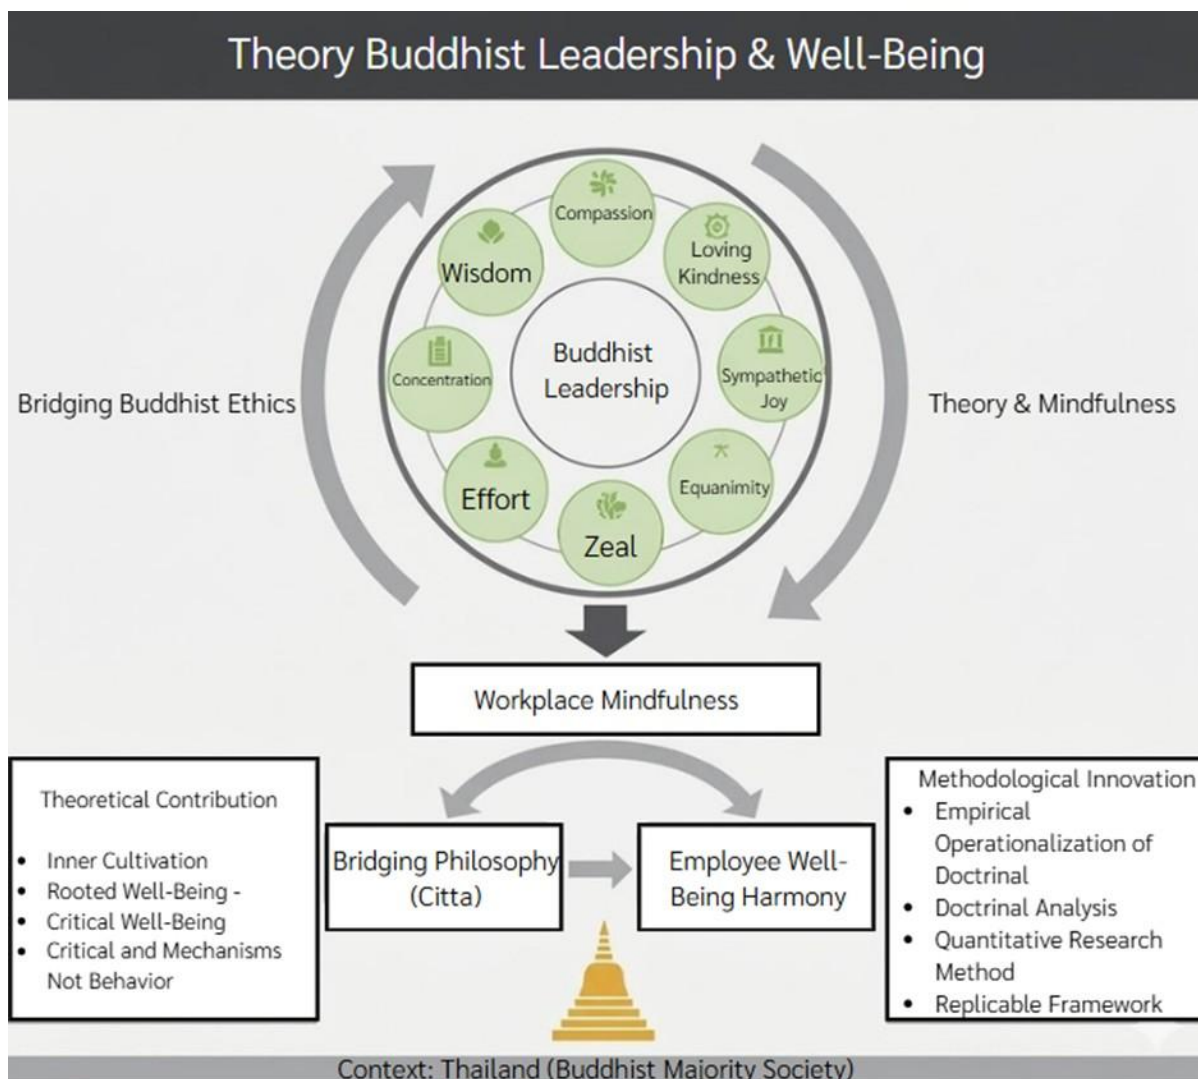 Theory Buddhist Leadership & Well-Being
Compassion
Loving
Kindness
Wisdom
Sympathetic
Joy
Concentration
Buddhist
Leadership
Equanimity
Effort
Zeal
Bridging Buddhist Ethics
Theory & Mindfulness
Workplace Mindfulness
Theoretical Contribution
• Inner Cultivation
• Rooted Well-Being -
• Critical Well-Being
• Critical and Mechanisms
Not Behavior
Bridging Philosophy
(Citta)
Employee Well-
Being Harmony
Methodological Innovation
• Empirical
Operationalization of
Doctrinal
• Doctrinal Analysis
• Quantitative Research
Method
• Replicable Framework
Context: Thailand (Buddhist Majority Society)